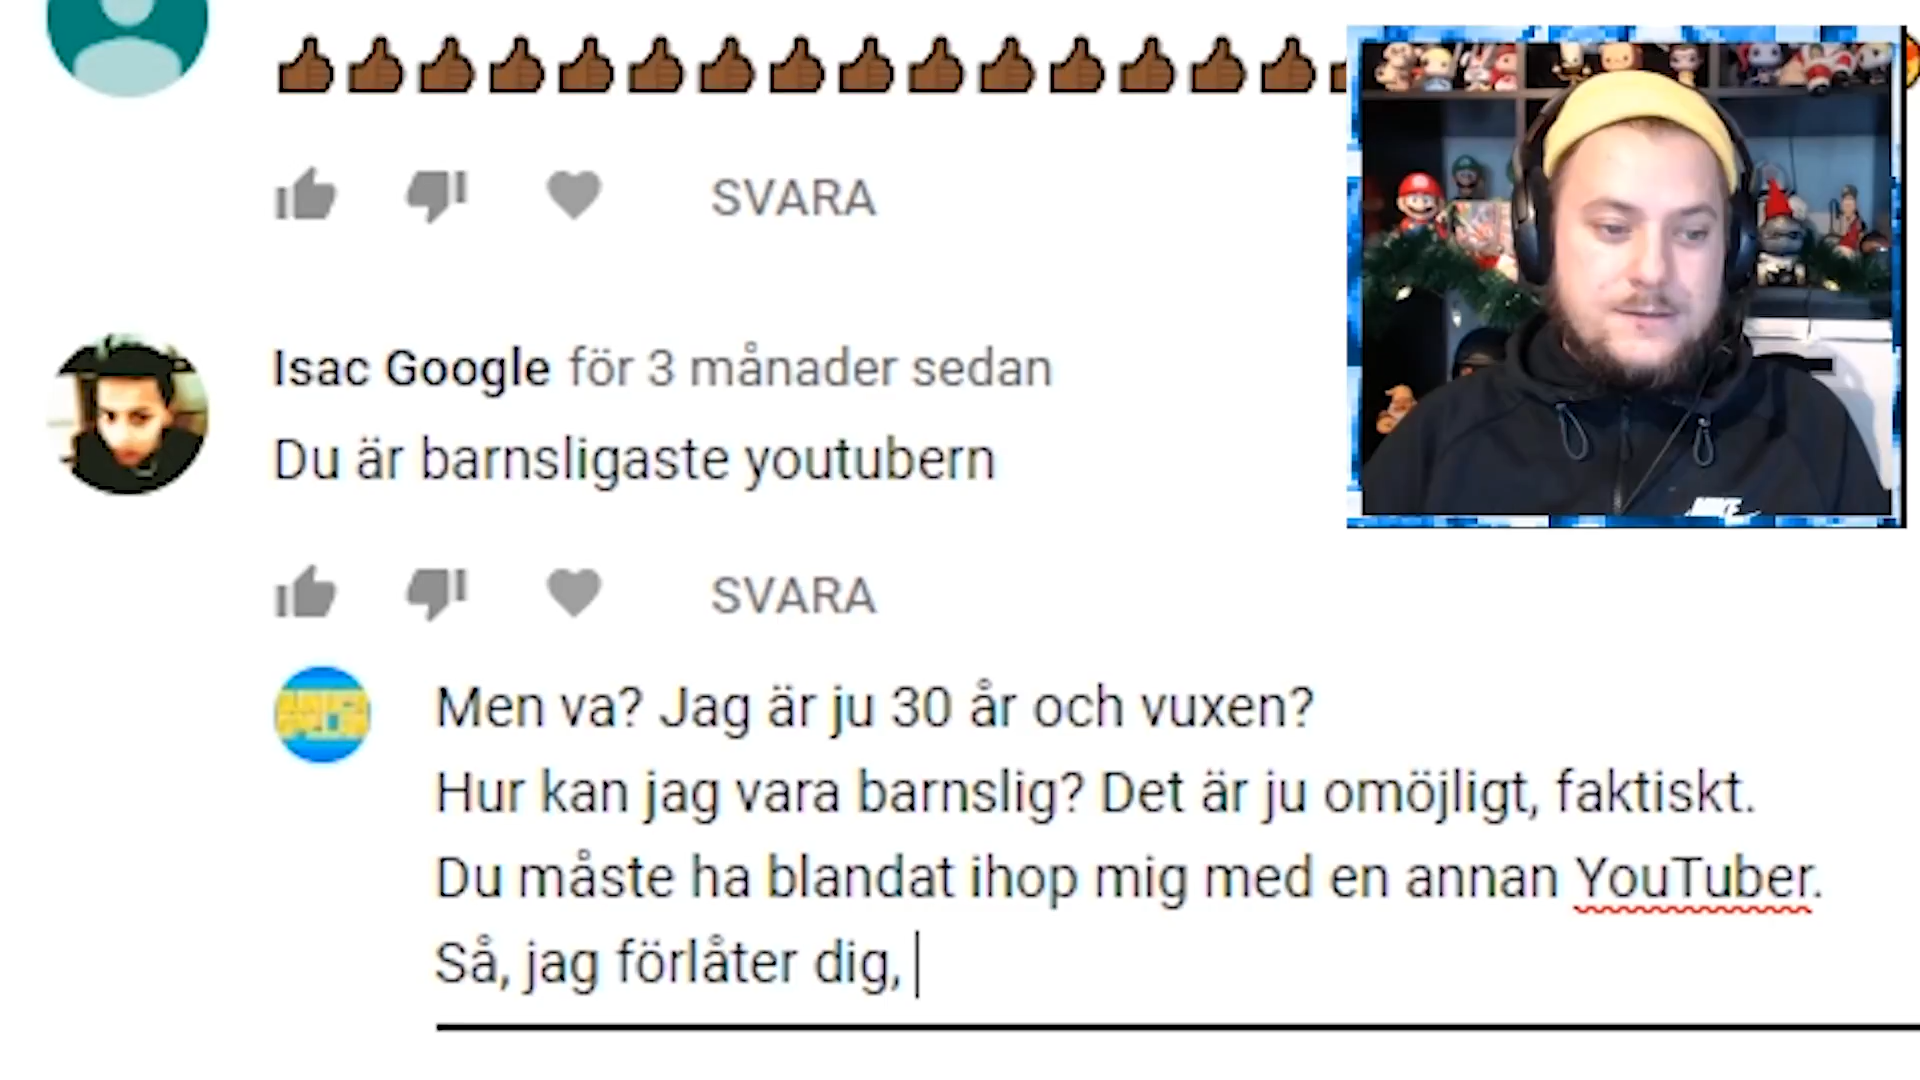 SVARA
Isac Google för 3 månader sedan
Du är barnsligaste youtubern
SVARA
Men va? Jag är ju 30 år och vuxen?
Hur kan jag vara barnslig? Det är ju omöjligt, faktiskt.
Du måste ha blandat ihop mig med en annan YouTuber.
Så, jag förlåter dig,
NIKE